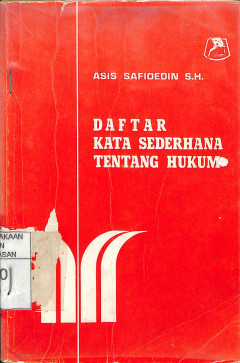 ASIS SAFIOEDIN S.H.
DAFTAR
KATA SEDERHANA
TENTANG HUKUM